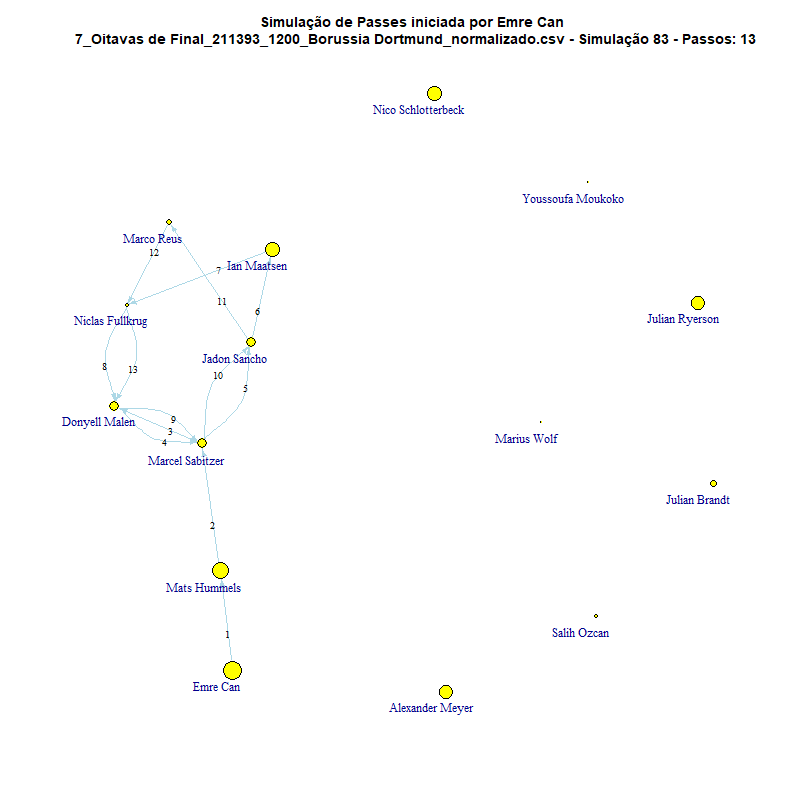 Simulação de Passes iniciada por Emre Can
7_Oitavas de Final_211393_1200_Borussia Dortmund_normalizado.csv - Simulação 83 - Passos: 13
Nico Schlotterbeck
Youssoufa Moukoko
Marco Reus
12
Ian Maatsen
7
11
6
Niclas Fullkrug
Julian Ryerson
Jadon Sancho
8
13
10
5
Donyell Malen
9
3
4
Marcel Sabitzer
Marius Wolf
Julian Brandt
2
Mats Hummels
1
Salih Ozcan
Emre Can
Alexander Meyer